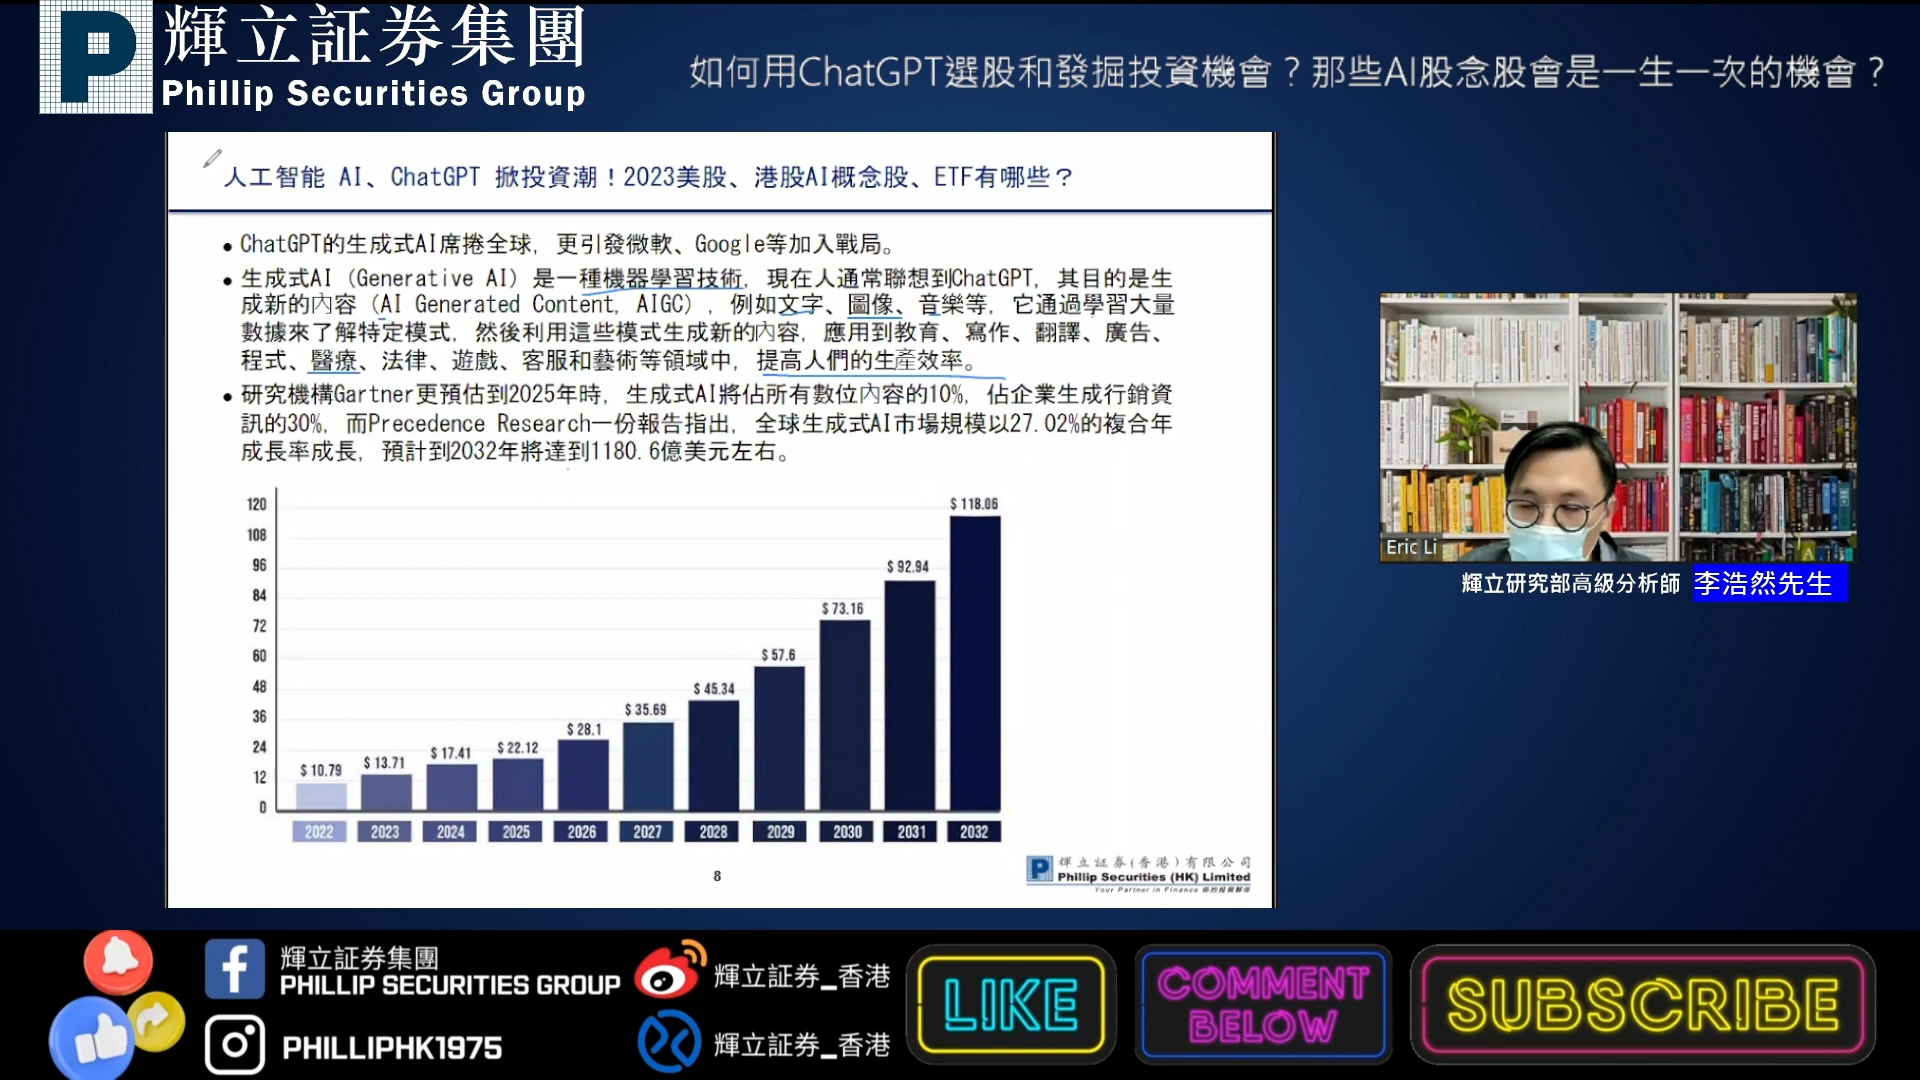 輝立証券集團
Phillip Securities Group
如何用ChatGPT選股和發掘投資機會？那些AI股念股會是一生一次的機會？
人工智能 AI、ChatGPT 掀投資潮！2023美股、港股AI概念股、ETF有哪些？
• ChatGPT的生成式AI席捲全球，更引發微軟、Google等加入戰局。
• 生成式AI（Generative AI）是一種機器學習技術，現在人通常聯想到ChatGPT，其目的是生
成新的內容（AI Generated Content, AIGC），例如文字、圖像、音樂等，它通過學習大量
數據來了解特定模式，然後利用這些模式生成新的內容，應用到教育、寫作、翻譯、廣告、
程式、醫療、法律、遊戲、客服和藝術等領域中，提高人們的生產效率。
• 研究機構Gartner更預估到2025年時，生成式AI將佔所有數位內容的10%，佔企業生成行銷資
訊的30%，而Precedence Research一份報告指出，全球生成式AI市場規模以27.02%的複合年
成長率成長，預計到2032年將達到1180.6億美元左右。
120
108
96
84
72
60
48
36
24
12
0
$ 10.79
$ 13.71
$ 17.41
$ 22.12
$ 28.1
$ 35.69
$ 45.34
$ 57.6
$ 73.16
$ 92.94
$ 118.06
2022 2023 2024 2025 2026 2027 2028 2029 2030 2031 2032
8
輝立証券(香港)有限公司
Phillip Securities (HK) Limited
Your Partner in Finance 你的投資夥伴
Eric Li
輝立研究部高級分析師 李浩然先生
輝立証券集團
PHILLIP SECURITIES GROUP
PHILLIPHK1975
輝立証券_香港
輝立証券_香港
LIKE
COMMENT
BELOW
SUBSCRIBE